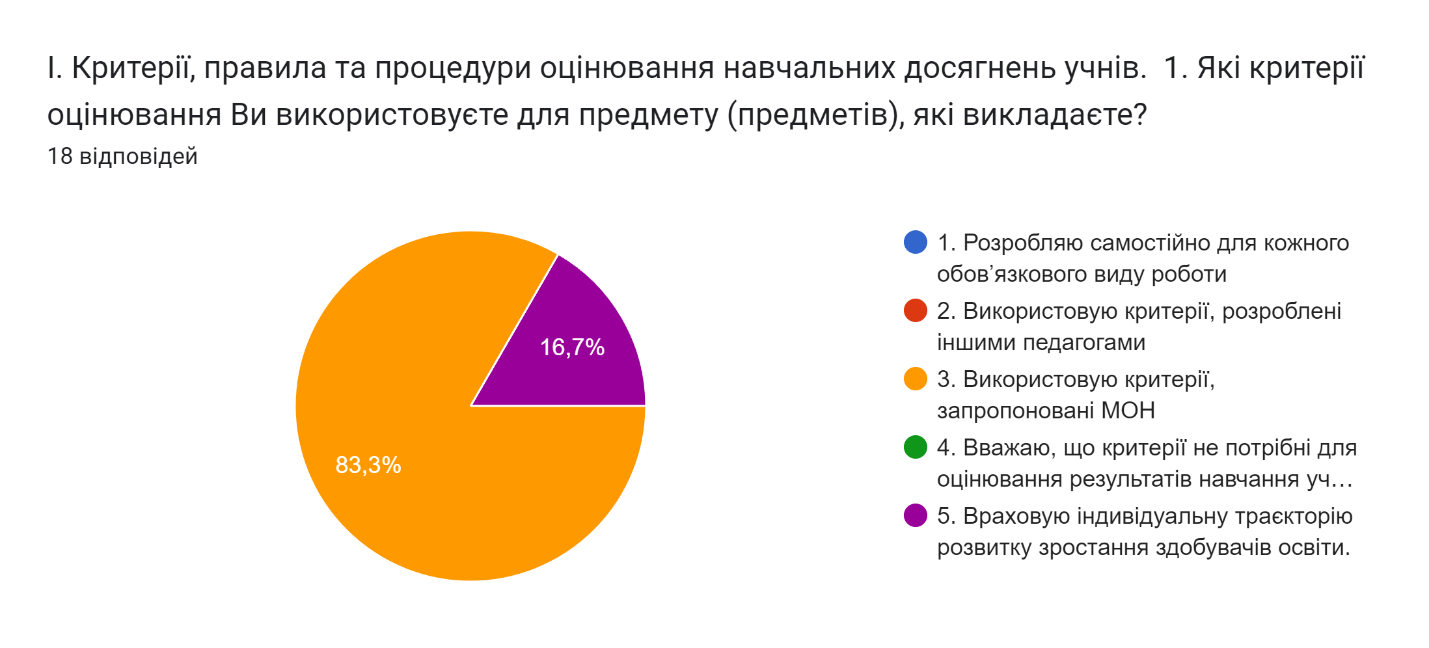 І. Критерії, правила та процедури оцінювання навчальних досягнень учнів.  1. Які критерії
оцінювання Ви використовуєте для предмету (предметів), які викладаєте?
18 відповідей
1. Розробляю самостійно для кожного
обов’язкового виду роботи
2. Використовую критерії, розроблені
іншими педагогами
3. Використовую критерії,
запропоновані МОН
4. Вважаю, що критерії не потрібні для
оцінювання результатів навчання уч…
5. Враховую індивідуальну траєкторію
розвитку зростання здобувачів освіти.
16,7%
83,3%